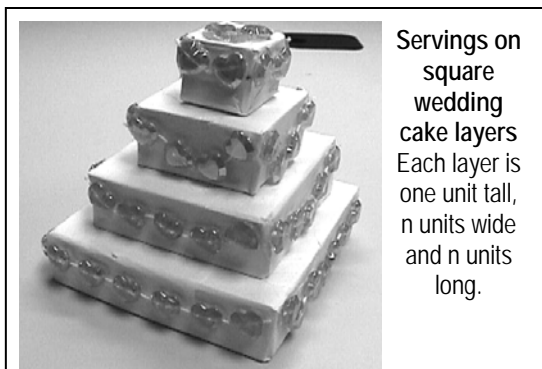 Servings on
square
wedding
cake layers
Each layer is
one unit tall,
n units wide
and n units
long.